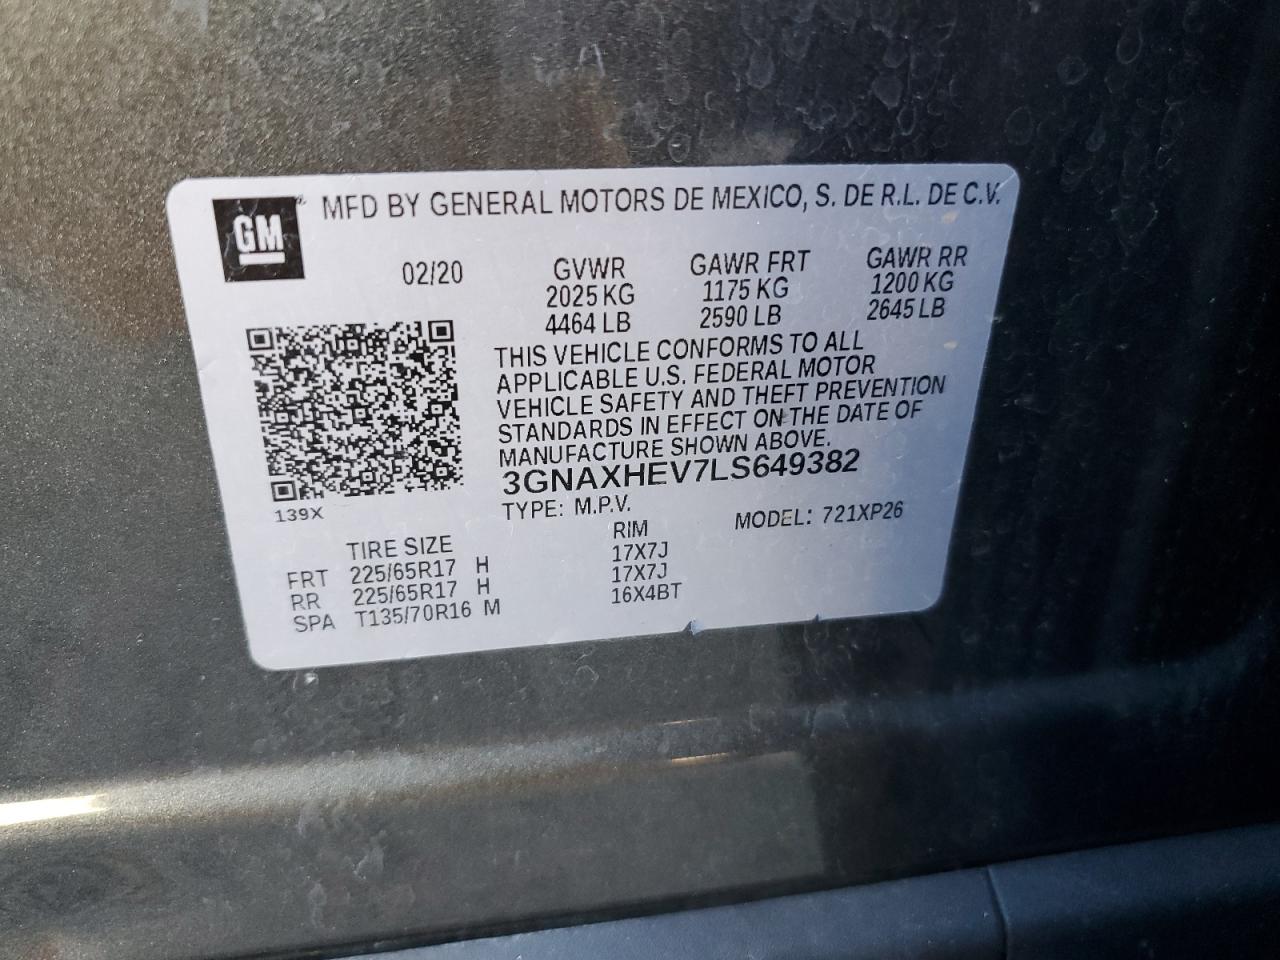 GM MFD BY GENERAL MOTORS DE MEXICO, S. DE R.L. DE C.V.
02/20 GVWR GAWR FRT GAWR RR
2025 KG 1175 KG 1200 KG
4464 LB 2590 LB 2645 LB
THIS VEHICLE CONFORMS TO ALL
APPLICABLE U.S. FEDERAL MOTOR
VEHICLE SAFETY AND THEFT PREVENTION
STANDARDS IN EFFECT ON THE DATE OF
MANUFACTURE SHOWN ABOVE.
3GNAXHEV7LS649382
139X TYPE: M.P.V. MODEL: 721XP26
TIRE SIZE RIM
FRT 225/65R17 H 17X7J
RR 225/65R17 H 17X7J
SPA T135/70R16 M 16X4BT